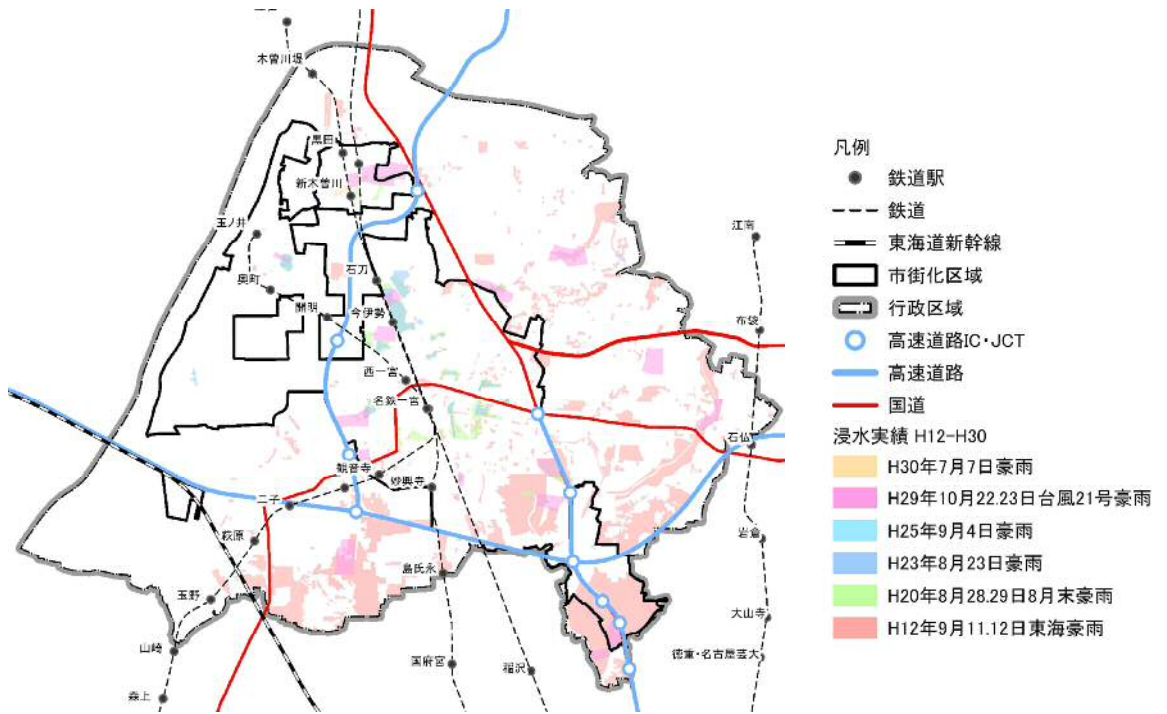 木曽川堤
黒田
新木曽川
玉ノ井
江南
石刀
奥町
開明
今伊勢
布袋
西一宮
名鉄一宮
石仏
観音寺
妙興寺
二子
萩原
岩倉
島氏永
玉野
大山寺
山崎
国府宮
稲沢
徳重・名古屋芸大
森上
凡例
鉄道駅
鉄道
東海道新幹線
市街化区域
行政区域
高速道路IC・JCT
高速道路
国道
浸水実績 H12-H30
H30年7月7日豪雨
H29年10月22.23日台風21号豪雨
H25年9月4日豪雨
H23年8月23日豪雨
H20年8月28.29日8月末豪雨
H12年9月11.12日東海豪雨